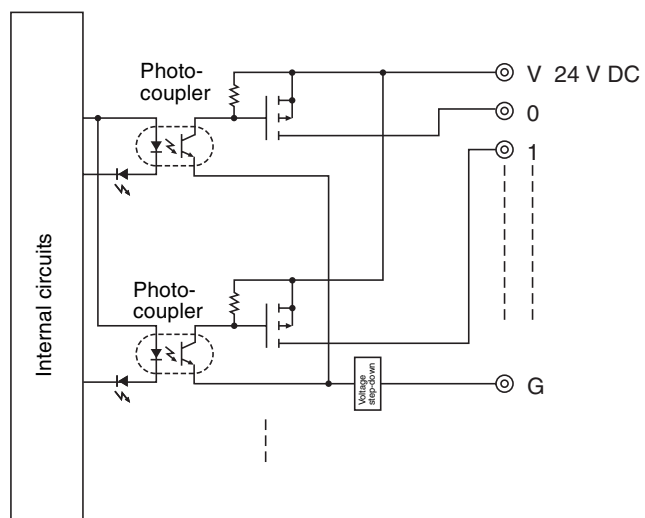 Photo-
coupler
V 24 V DC
0
1
Internal circuits
Photo-
coupler
Voltage
step-down
G